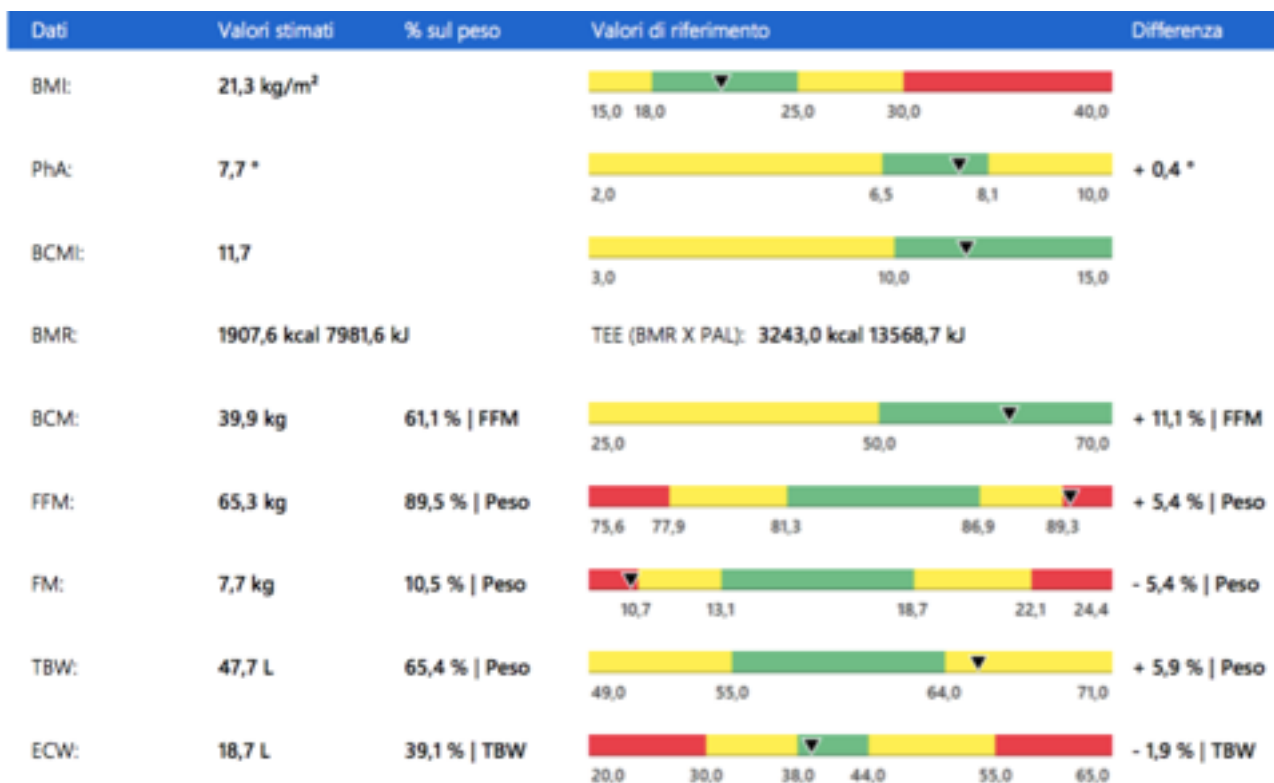 Dati Valori stimati % sul peso Valori di riferimento Differenza
BMI: 21,3 kg/m²
15,0 18,0 25,0 30,0 40,0
PhA: 7,7 ° + 0,4 °
2,0 6,5 8,1 10,0
BCMI: 11,7
3,0 10,0 15,0
BMR: 1907,6 kcal 7981,6 kJ TEE (BMR X PAL): 3243,0 kcal 13568,7 kJ
BCM: 39,9 kg 61,1 % | FFM + 11,1 % | FFM
25,0 50,0 70,0
FFM: 65,3 kg 89,5 % | Peso + 5,4 % | Peso
75,6 77,9 81,3 86,9 89,3
FM: 7,7 kg 10,5 % | Peso - 5,4 % | Peso
10,7 13,1 18,7 22,1 24,4
TBW: 47,7 L 65,4 % | Peso + 5,9 % | Peso
49,0 55,0 64,0 71,0
ECW: 18,7 L 39,1 % | TBW - 1,9 % | TBW
20,0 30,0 38,0 44,0 55,0 65,0